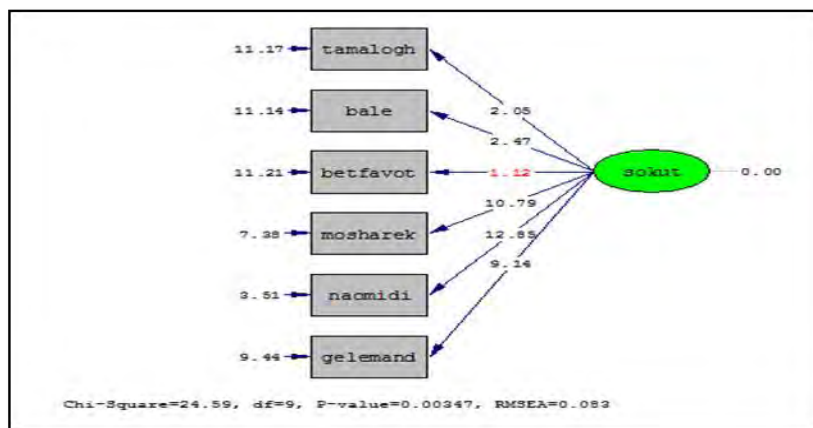 11.17 tamalogh
2.05
11.14 bale
2.47
11.21 betfavot
1.12
sokut
0.00
10.79
7.38 mosharek
12.85
9.14
3.51 naomidi
9.44 gelemand
Chi-Square=24.59, df=9, P-value=0.00347, RMSEA=0.083